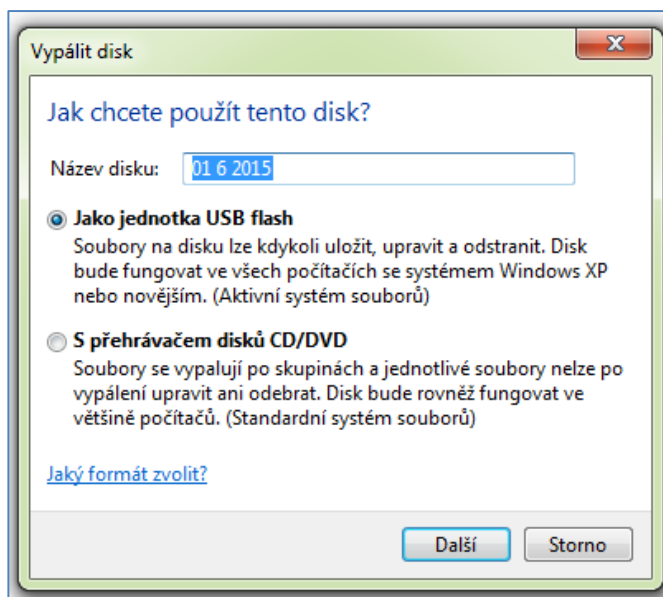 Vypálit disk
Jak chcete použít tento disk?
Název disku: 01 6 2015
Jako jednotka USB flash
Soubory na disku lze kdykoli uložit, upravit a odstranit. Disk
bude fungovat ve všech počítačích se systémem Windows XP
nebo novějším. (Aktivní systém souborů)
S přehrávačem disků CD/DVD
Soubory se vypalují po skupinách a jednotlivé soubory nelze po
vypálení upravit ani odebrat. Disk bude rovněž fungovat ve
většině počítačů. (Standardní systém souborů)
Jaký formát zvolit?
Další Storno